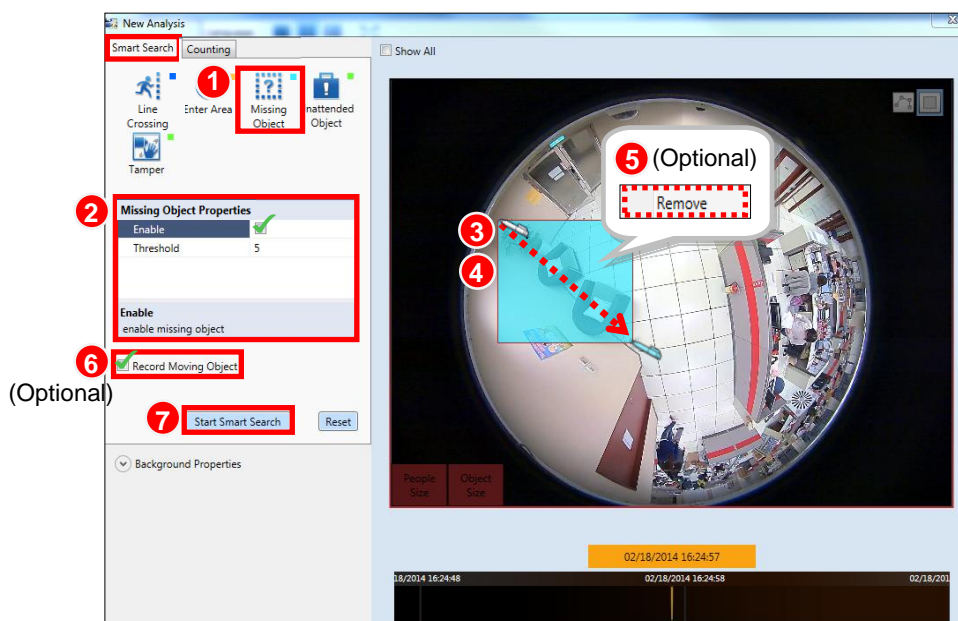 New Analysis
Smart Search Counting
Show All
1
Line Crossing
Enter Area
Missing Object
nattended Object
Tamper
2
Missing Object Properties
Enable
Threshold 5
Enable
enable missing object
6
Record Moving Object
(Optional)
7
Start Smart Search Reset
Background Properties
5 (Optional)
Remove
3
4
People Size
Object Size
02/18/2014 16:24:57
18/2014 16:24:48 02/18/2014 16:24:58 02/18/201